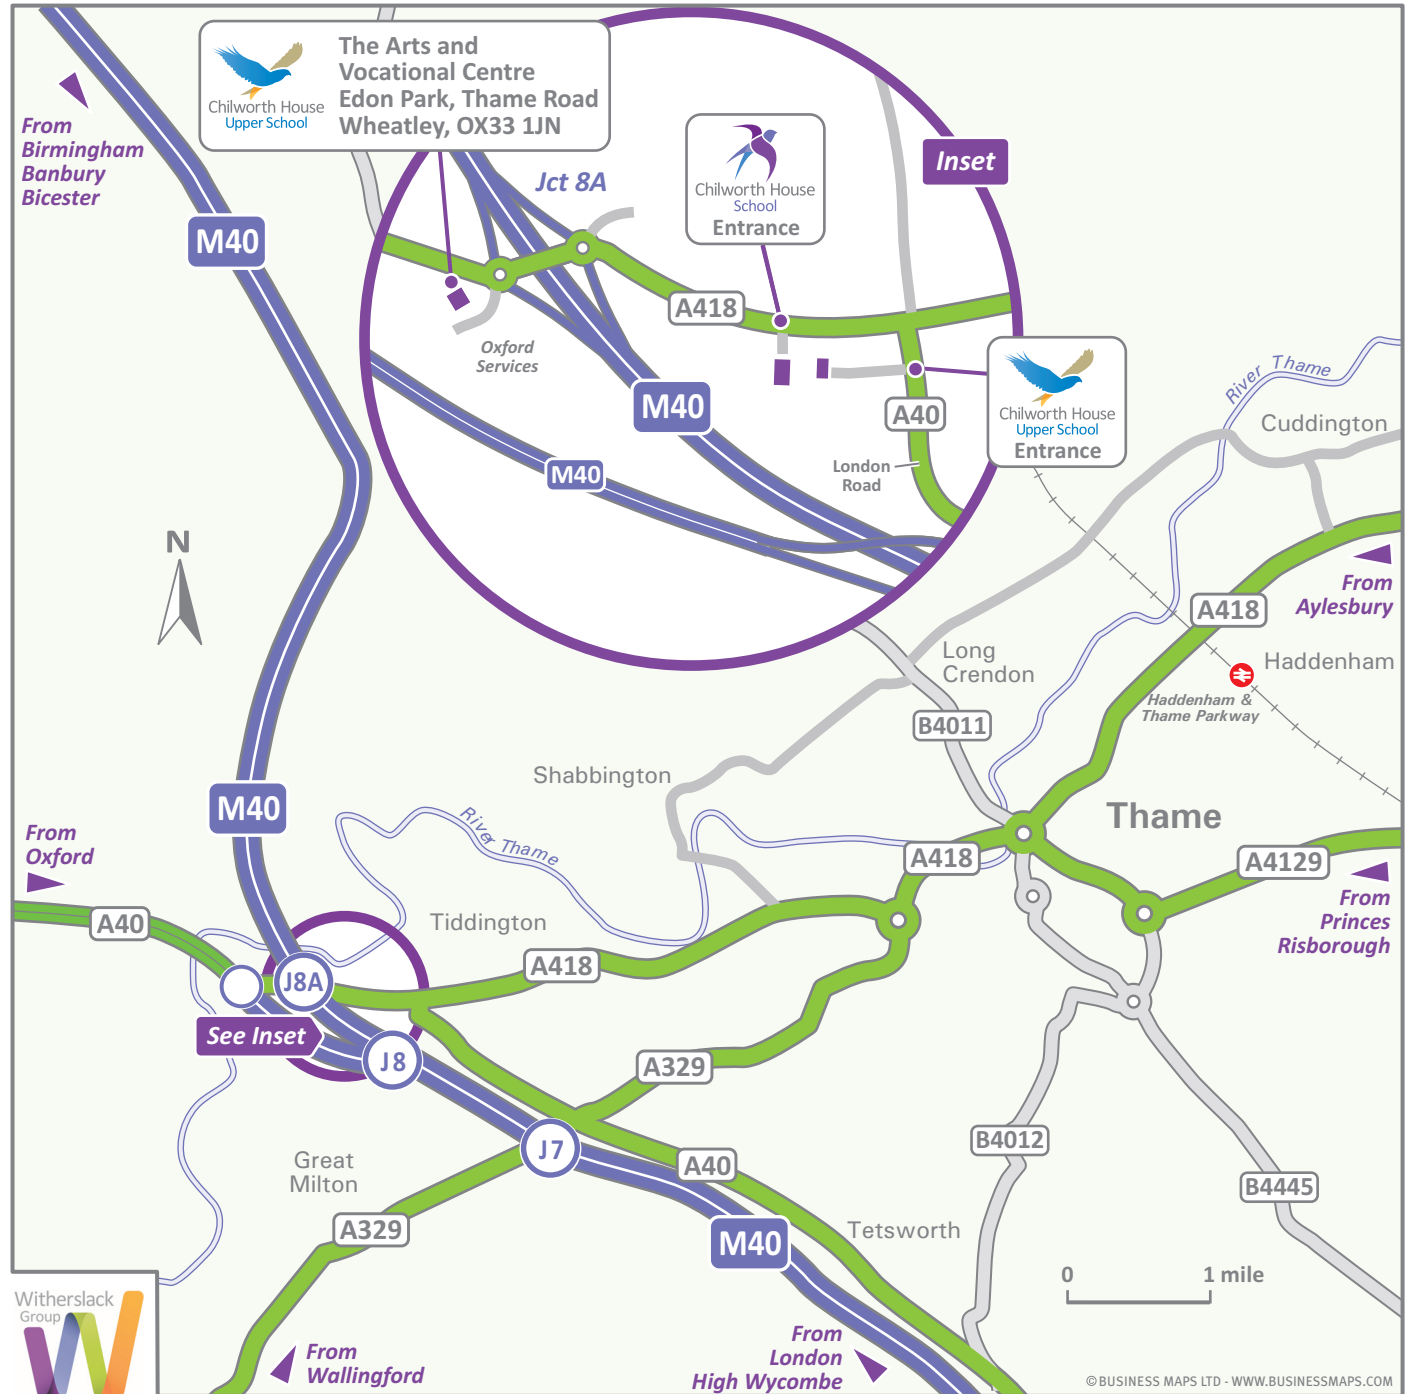 The Arts and
Vocational Centre
Edon Park, Thame Road
Wheatley, OX33 1JN
Chilworth House
Upper School
From
Birmingham
Banbury
Bicester
M40
Jct 8A
Chilworth House
School
Entrance
Inset
A418
Oxford
Services
M40
A40
Chilworth House
Upper School
Entrance
London
Road
M40
River Thame
Cuddington
N
From
Aylesbury
A418
Long
Crendon
Haddenham
Haddenham &
Thame Parkway
B4011
Shabbington
M40
River Thame
Thame
From
Oxford
A418
A4129
From
Princes
Risborough
A40
Tiddington
A418
J8A
See Inset
J8
A329
J7
B4012
Great
Milton
A40
B4445
A329
M40
Tetsworth
0
1 mile
Witherslack
Group
From
Wallingford
From
London
High Wycombe
© BUSINESS MAPS LTD - WWW.BUSINESSMAPS.COM